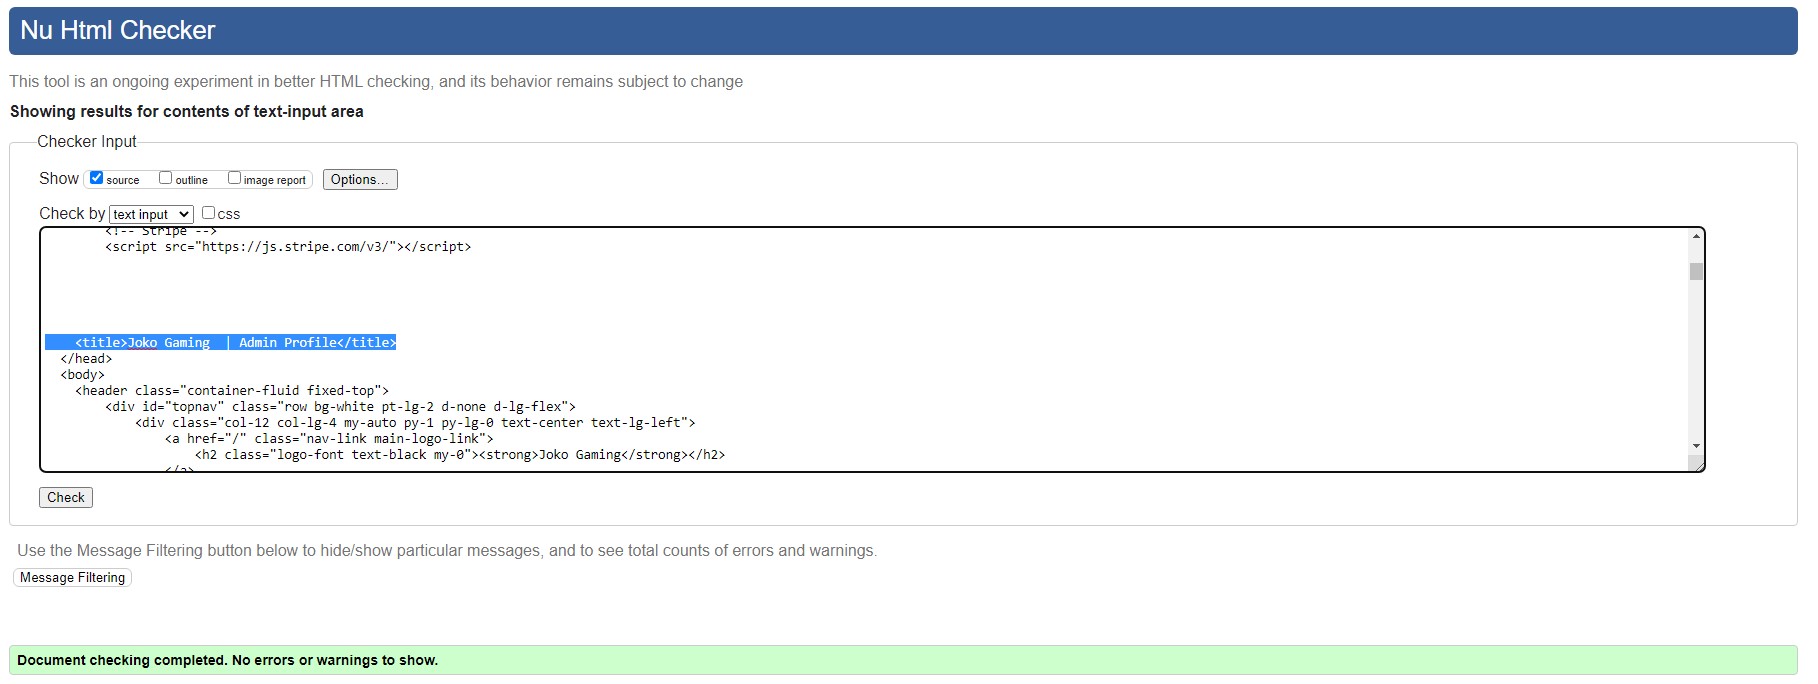 Nu Html Checker
This tool is an ongoing experiment in better HTML checking, and its behavior remains subject to change
Showing results for contents of text-input area
Checker Input
Show source outline image report Options...
Check by text input css
<!-- Stripe -->
<script src="https://js.stripe.com/v3/"></script>
<title>Joko Gaming  | Admin Profile</title>
</head>
<body>
<header class="container-fluid fixed-top">
<div id="topnav" class="row bg-white pt-lg-2 d-none d-lg-flex">
<div class="col-12 col-lg-4 my-auto py-1 py-lg-0 text-center text-lg-left">
<a href="/" class="nav-link main-logo-link">
<h2 class="logo-font text-black my-0"><strong>Joko Gaming</strong></h2>
</a>
Check
Use the Message Filtering button below to hide/show particular messages, and to see total counts of errors and warnings.
Message Filtering
Document checking completed. No errors or warnings to show.